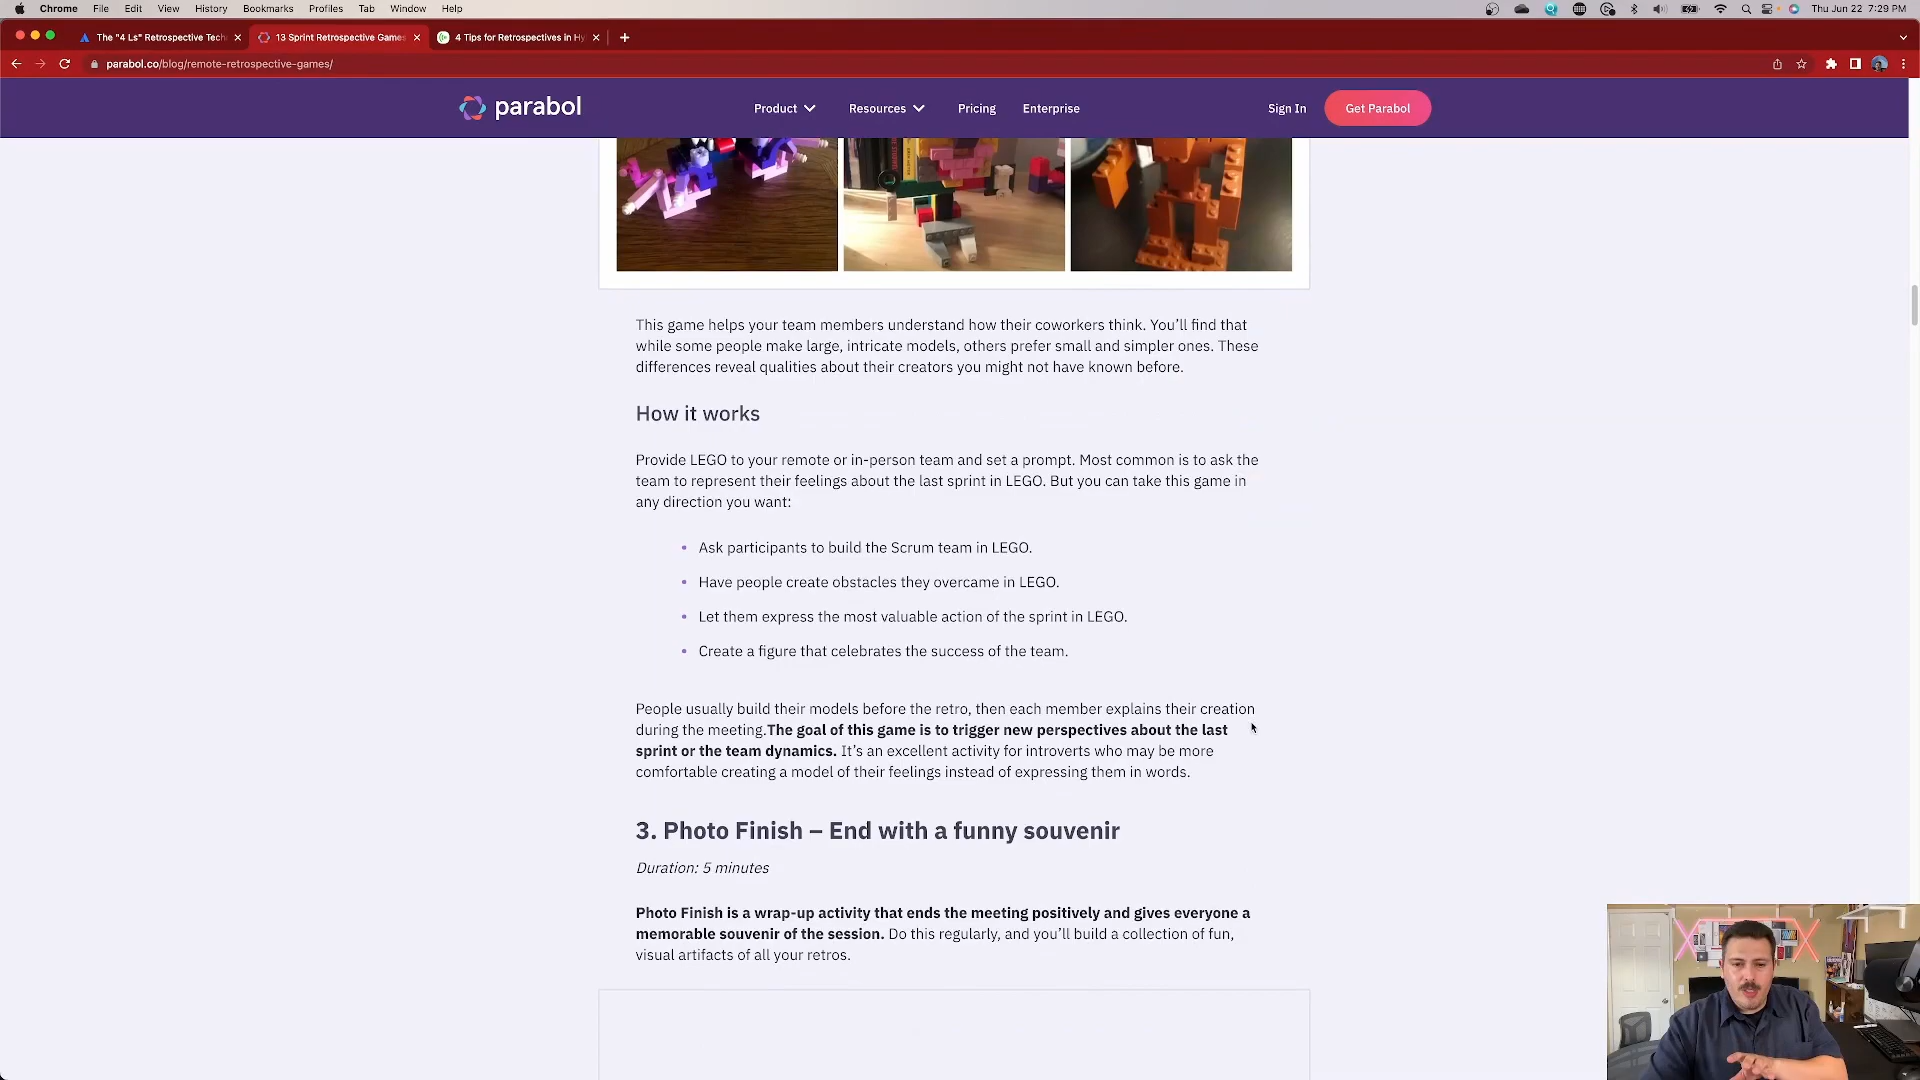 Chrome File Edit View History Bookmarks Profiles Tab Window Help Thu Jun 22 7:29 PM
The "4 Ls" Retrospective Tech 13 Sprint Retrospective Games 4 Tips for Retrospectives in Hy
parabol.co/blog/remote-retrospective-games/
parabol Product Resources Pricing Enterprise Sign In Get Parabol
This game helps your team members understand how their coworkers think. You’ll find that
while some people make large, intricate models, others prefer small and simpler ones. These
differences reveal qualities about their creators you might not have known before.
How it works
Provide LEGO to your remote or in-person team and set a prompt. Most common is to ask the
team to represent their feelings about the last sprint in LEGO. But you can take this game in
any direction you want:
• Ask participants to build the Scrum team in LEGO.
• Have people create obstacles they overcame in LEGO.
• Let them express the most valuable action of the sprint in LEGO.
• Create a figure that celebrates the success of the team.
People usually build their models before the retro, then each member explains their creation
during the meeting.The goal of this game is to trigger new perspectives about the last
sprint or the team dynamics. It’s an excellent activity for introverts who may be more
comfortable creating a model of their feelings instead of expressing them in words.
3. Photo Finish – End with a funny souvenir
Duration: 5 minutes
Photo Finish is a wrap-up activity that ends the meeting positively and gives everyone a
memorable souvenir of the session. Do this regularly, and you’ll build a collection of fun,
visual artifacts of all your retros.